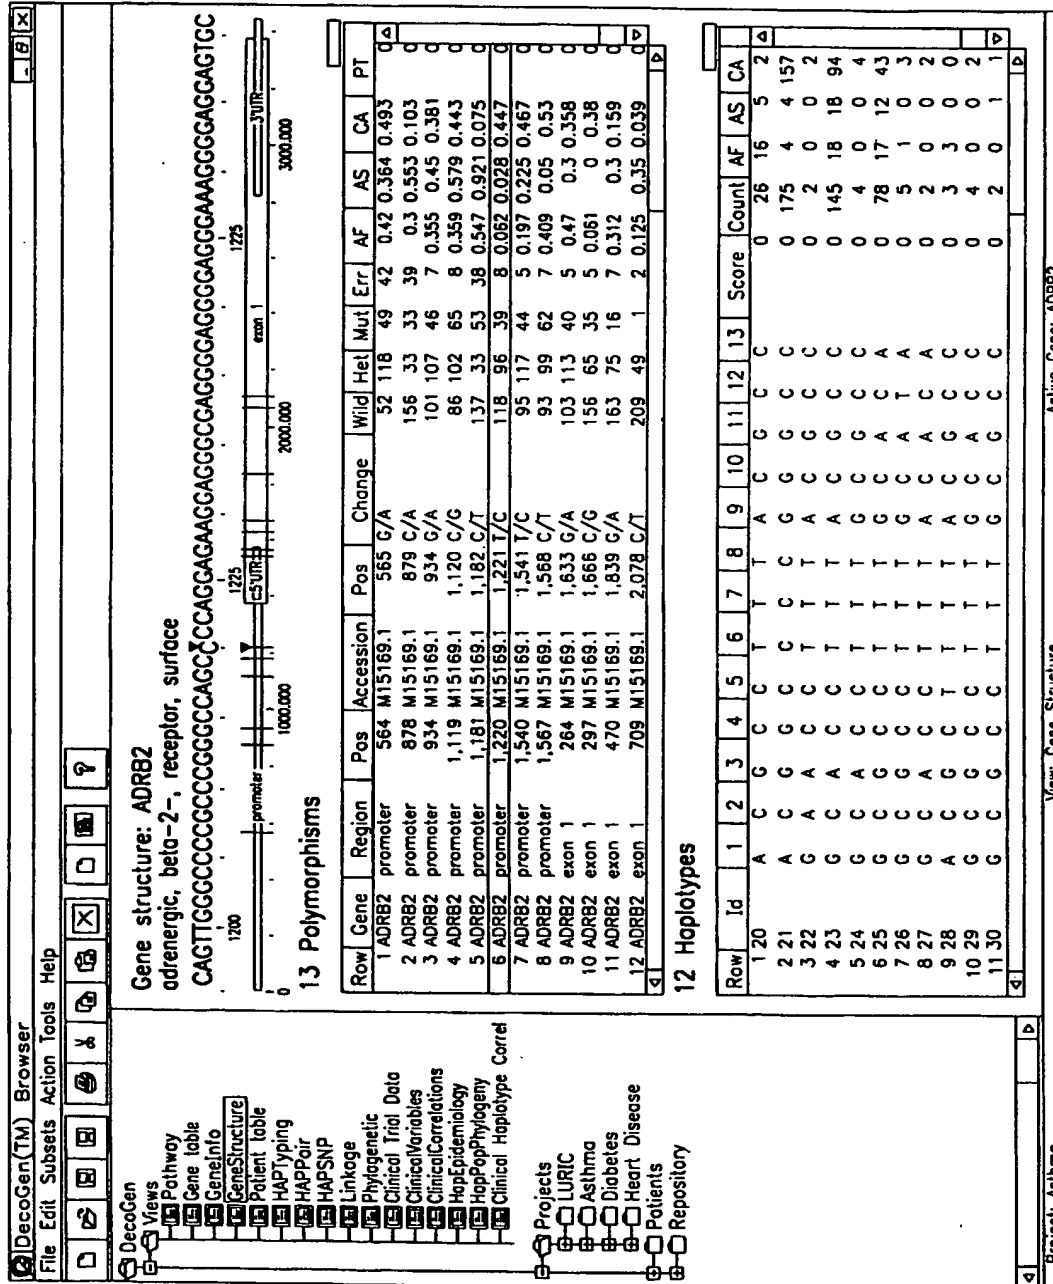 DecoGen(TM) Browser
File Edit Subsets Action Tools Help
DecoGen
Views
Pathway
Gene table
GeneInfo
GeneStructure
Patient table
HAPTyping
HAPPair
HAPSNP
Linkage
Phylogenetic
Clinical Trial Data
ClinicalVariables
ClinicalCorrelations
HapEpidemiology
HapPopPhylogeny
Clinical Haplotype Correl
Projects
LURIC
Asthma
Diabetes
Heart Disease
Patients
Repository
Gene structure: ADRB2
adrenergic, beta-2-, receptor, surface
1200 1225 1225
promoter 5'UTR exon 1 3'UTR
0 1000.000 2000.000 3000.000
13 Polymorphisms
Row Gene Region Pos Accession Pos Change Wild Het Mut Err AF AS CA PT
1 ADRB2 promoter 564 M15169.1 565 G/A 52 118 49 42 0.42 0.364 0.493 0
2 ADRB2 promoter 878 M15169.1 879 C/A 156 33 33 39 0.3 0.553 0.103 0
3 ADRB2 promoter 934 M15169.1 934 G/A 101 107 46 7 0.355 0.45 0.381 0
4 ADRB2 promoter 1,119 M15169.1 1,120 C/G 86 102 65 8 0.359 0.579 0.443 0
5 ADRB2 promoter 1,181 M15169.1 1,182 C/T 137 33 53 38 0.547 0.921 0.075 0
6 ADRB2 promoter 1,220 M15169.1 1,221 T/C 118 96 39 8 0.062 0.028 0.447 0
7 ADRB2 promoter 1,540 M15169.1 1,541 T/C 95 117 44 5 0.197 0.225 0.467 0
8 ADRB2 promoter 1,567 M15169.1 1,568 C/T 93 99 62 7 0.409 0.05 0.53 0
9 ADRB2 exon 1 264 M15169.1 1,633 G/A 103 113 40 5 0.47 0.3 0.358 0
10 ADRB2 exon 1 297 M15169.1 1,666 C/G 156 65 35 5 0.061 0 0.38 0
11 ADRB2 exon 1 470 M15169.1 1,839 G/A 163 75 16 7 0.312 0.3 0.159 0
12 ADRB2 exon 1 709 M15169.1 2,078 C/T 209 49 1 2 0.125 0.35 0.039 0
12 Haplotypes
Row Id 1 2 3 4 5 6 7 8 9 10 11 12 13 Score Count AF AS CA
1 20 A C G C C T T T A C G C C 0 26 16 5 2
2 21 A C G G C C C C G G G C C 0 175 4 4 157
3 22 G A A C C T T T A C G C C 0 2 0 0 2
4 23 G C A C C T T T A C G C C 0 145 18 18 94
5 24 G C A C C T T T G C G C C 0 4 0 0 4
6 25 G C G C C T T T G C A C A 0 78 17 12 43
7 26 G C G C C T T T G C A T A 0 5 1 0 3
8 27 G C A C C T T T A C A C A 0 2 0 0 2
9 28 A C G C T T T T A C C C C 0 3 3 0 0
10 29 G C G C C T T T G C A C C 0 4 0 0 2
11 30 G C G C C T T T G C G C C 0 2 0 1 1
Project: Asthma View: Gene Structure Active Gene: ADRB2